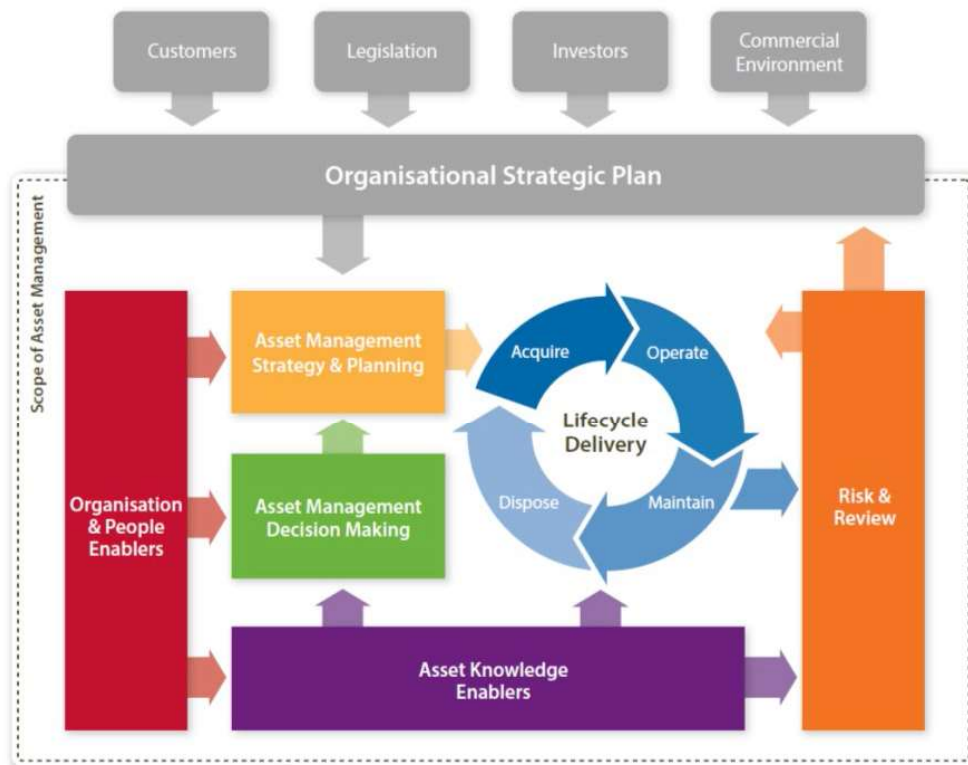 Customers
Legislation
Investors
Commercial
Environment
Organisational Strategic Plan
Scope of Asset Management
Asset Management
Strategy & Planning
Acquire
Operate
Lifecycle
Delivery
Organisation
& People
Enablers
Asset Management
Decision Making
Dispose
Maintain
Risk &
Review
Asset Knowledge
Enablers